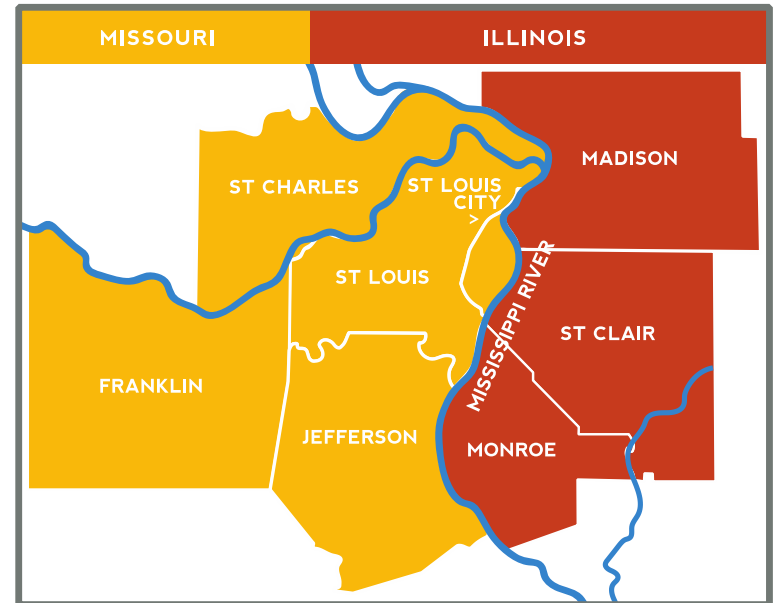 MISSOURI
ILLINOIS
MADISON
ST CHARLES
ST LOUIS
CITY
>
ST LOUIS
MISSISSIPPI RIVER
ST CLAIR
FRANKLIN
JEFFERSON
MONROE